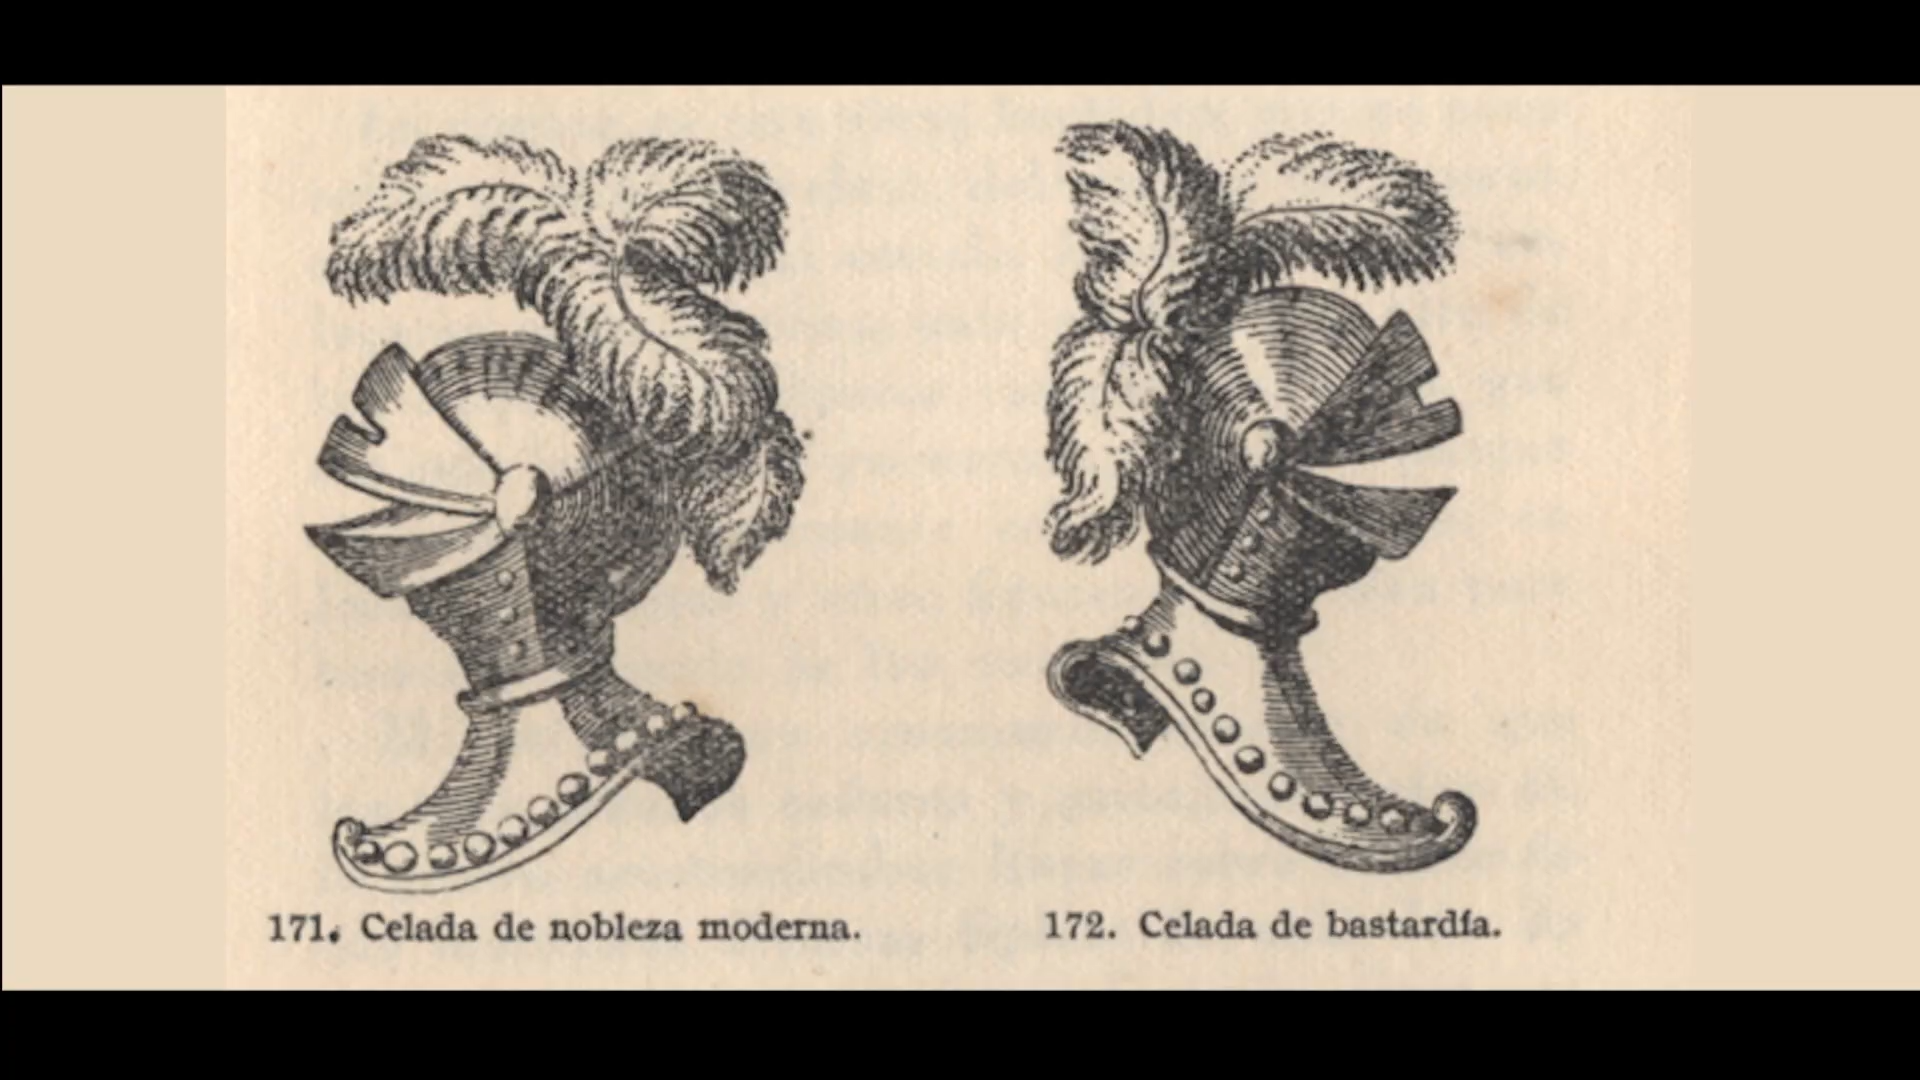 171. Celada de nobleza moderna.
172. Celada de bastardía.